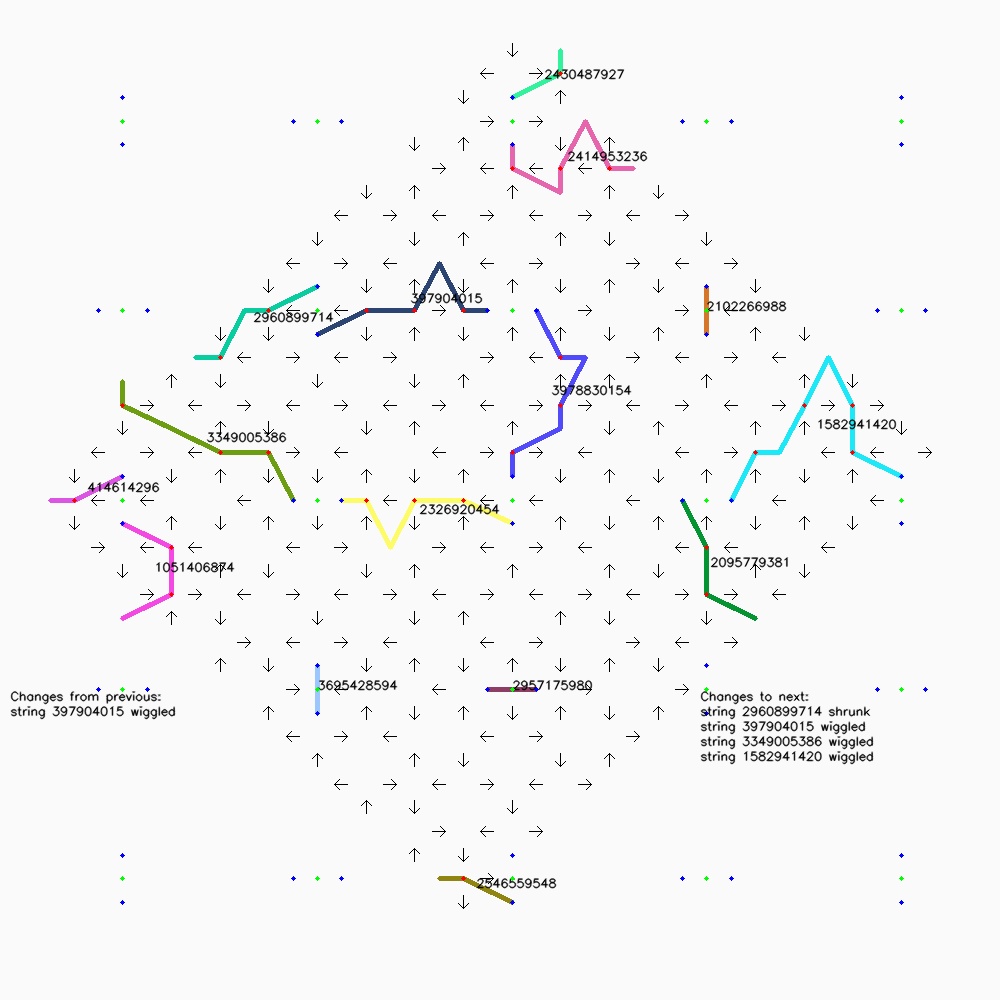 2430487927
2414953236
397904015
2960899714
2102266988
3978830154
1582941420
3349005386
414614296
2326920454
1051406874
2095779381
3695428594
2957175980
Changes from previous:
string 397904015 wiggled
Changes to next:
string 2960899714 shrunk
string 397904015 wiggled
string 3349005386 wiggled
string 1582941420 wiggled
2546559548